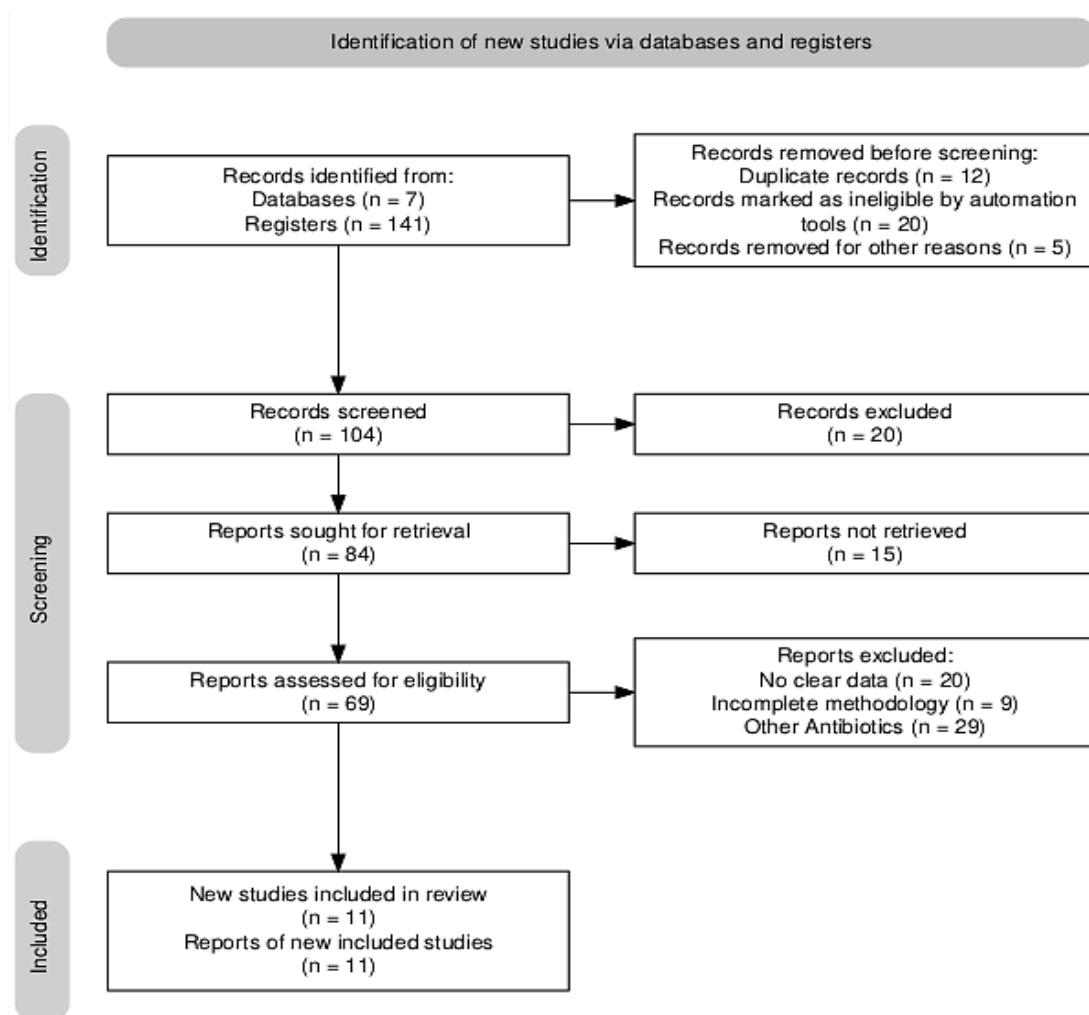 Identification of new studies via databases and registers
Identification
Records identified from:
Databases (n = 7)
Registers (n = 141)
Records removed before screening:
Duplicate records (n = 12)
Records marked as ineligible by automation
tools (n = 20)
Records removed for other reasons (n = 5)
Screening
Records screened
(n = 104)
Records excluded
(n = 20)
Reports sought for retrieval
(n = 84)
Reports not retrieved
(n = 15)
Reports assessed for eligibility
(n = 69)
Reports excluded:
No clear data (n = 20)
Incomplete methodology (n = 9)
Other Antibiotics (n = 29)
Included
New studies included in review
(n = 11)
Reports of new included studies
(n = 11)